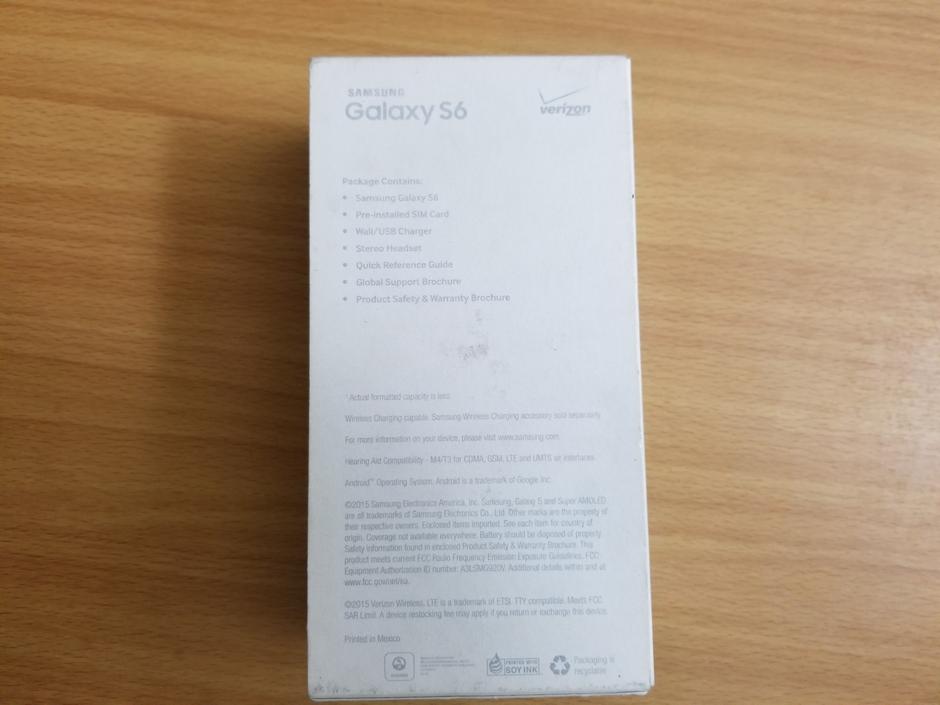 SAMSUNG
Galaxy S6
verizon
Package Contains:
• Samsung Galaxy S6
• Pre-installed SIM Card
• Wall/USB Charger
• Stereo Headset
• Quick Reference Guide
• Global Support Brochure
• Product Safety & Warranty Brochure
¹Actual formatted capacity is less.
Wireless Charging capable. Samsung Wireless Charging accessory sold separately.
For more information on your device, please visit www.samsung.com.
Hearing Aid Compatibility - M4/T3 for CDMA, GSM, LTE and UMTS air interfaces.
Android™ Operating System. Android is a trademark of Google Inc.
©2015 Samsung Electronics America, Inc. Samsung, Galaxy S and Super AMOLED
are all trademarks of Samsung Electronics Co., Ltd. Other marks are the property of
their respective owners. Enclosed items imported. See each item for country of
origin. Coverage not available everywhere. Battery should be disposed of properly.
Safety information found in enclosed Product Safety & Warranty Brochure. This
product meets current FCC Radio Frequency Emission Exposure Guidelines. FCC
Equipment Authorization ID number: A3LSMG920V. Additional details within and at
www.fcc.gov/oet/ea.
©2015 Verizon Wireless. LTE is a trademark of ETSI. TTY compatible. Meets FCC
SAR Limit. A device restocking fee may apply if you return or exchange this device.
Printed in Mexico
PRINTED WITH
SOY INK
Packaging is
recyclable